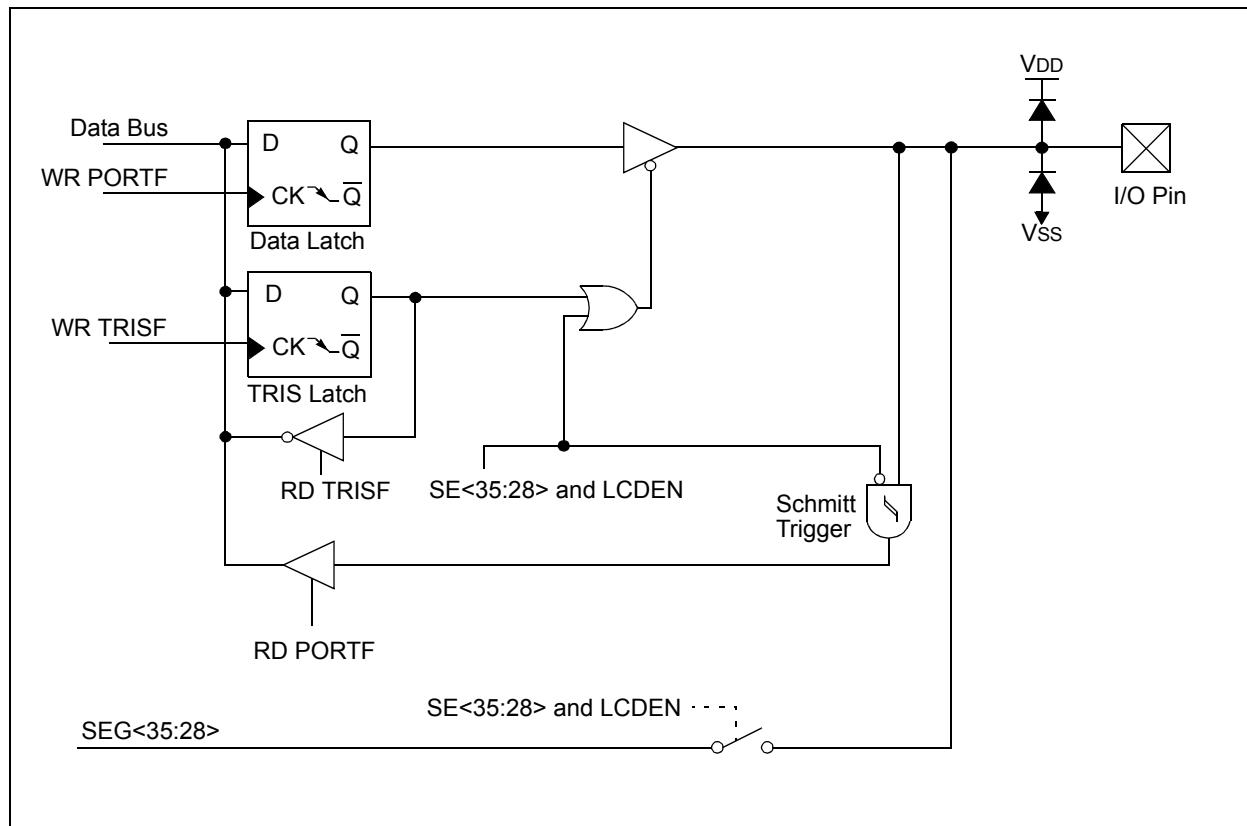 VDD
Data Bus
D Q
WR PORTF
CK Q̅
Data Latch
I/O Pin
VSS
D Q
WR TRISF
CK Q̅
TRIS Latch
RD TRISF
SE<35:28> and LCDEN
Schmitt
Trigger
RD PORTF
SE<35:28> and LCDEN
SEG<35:28>